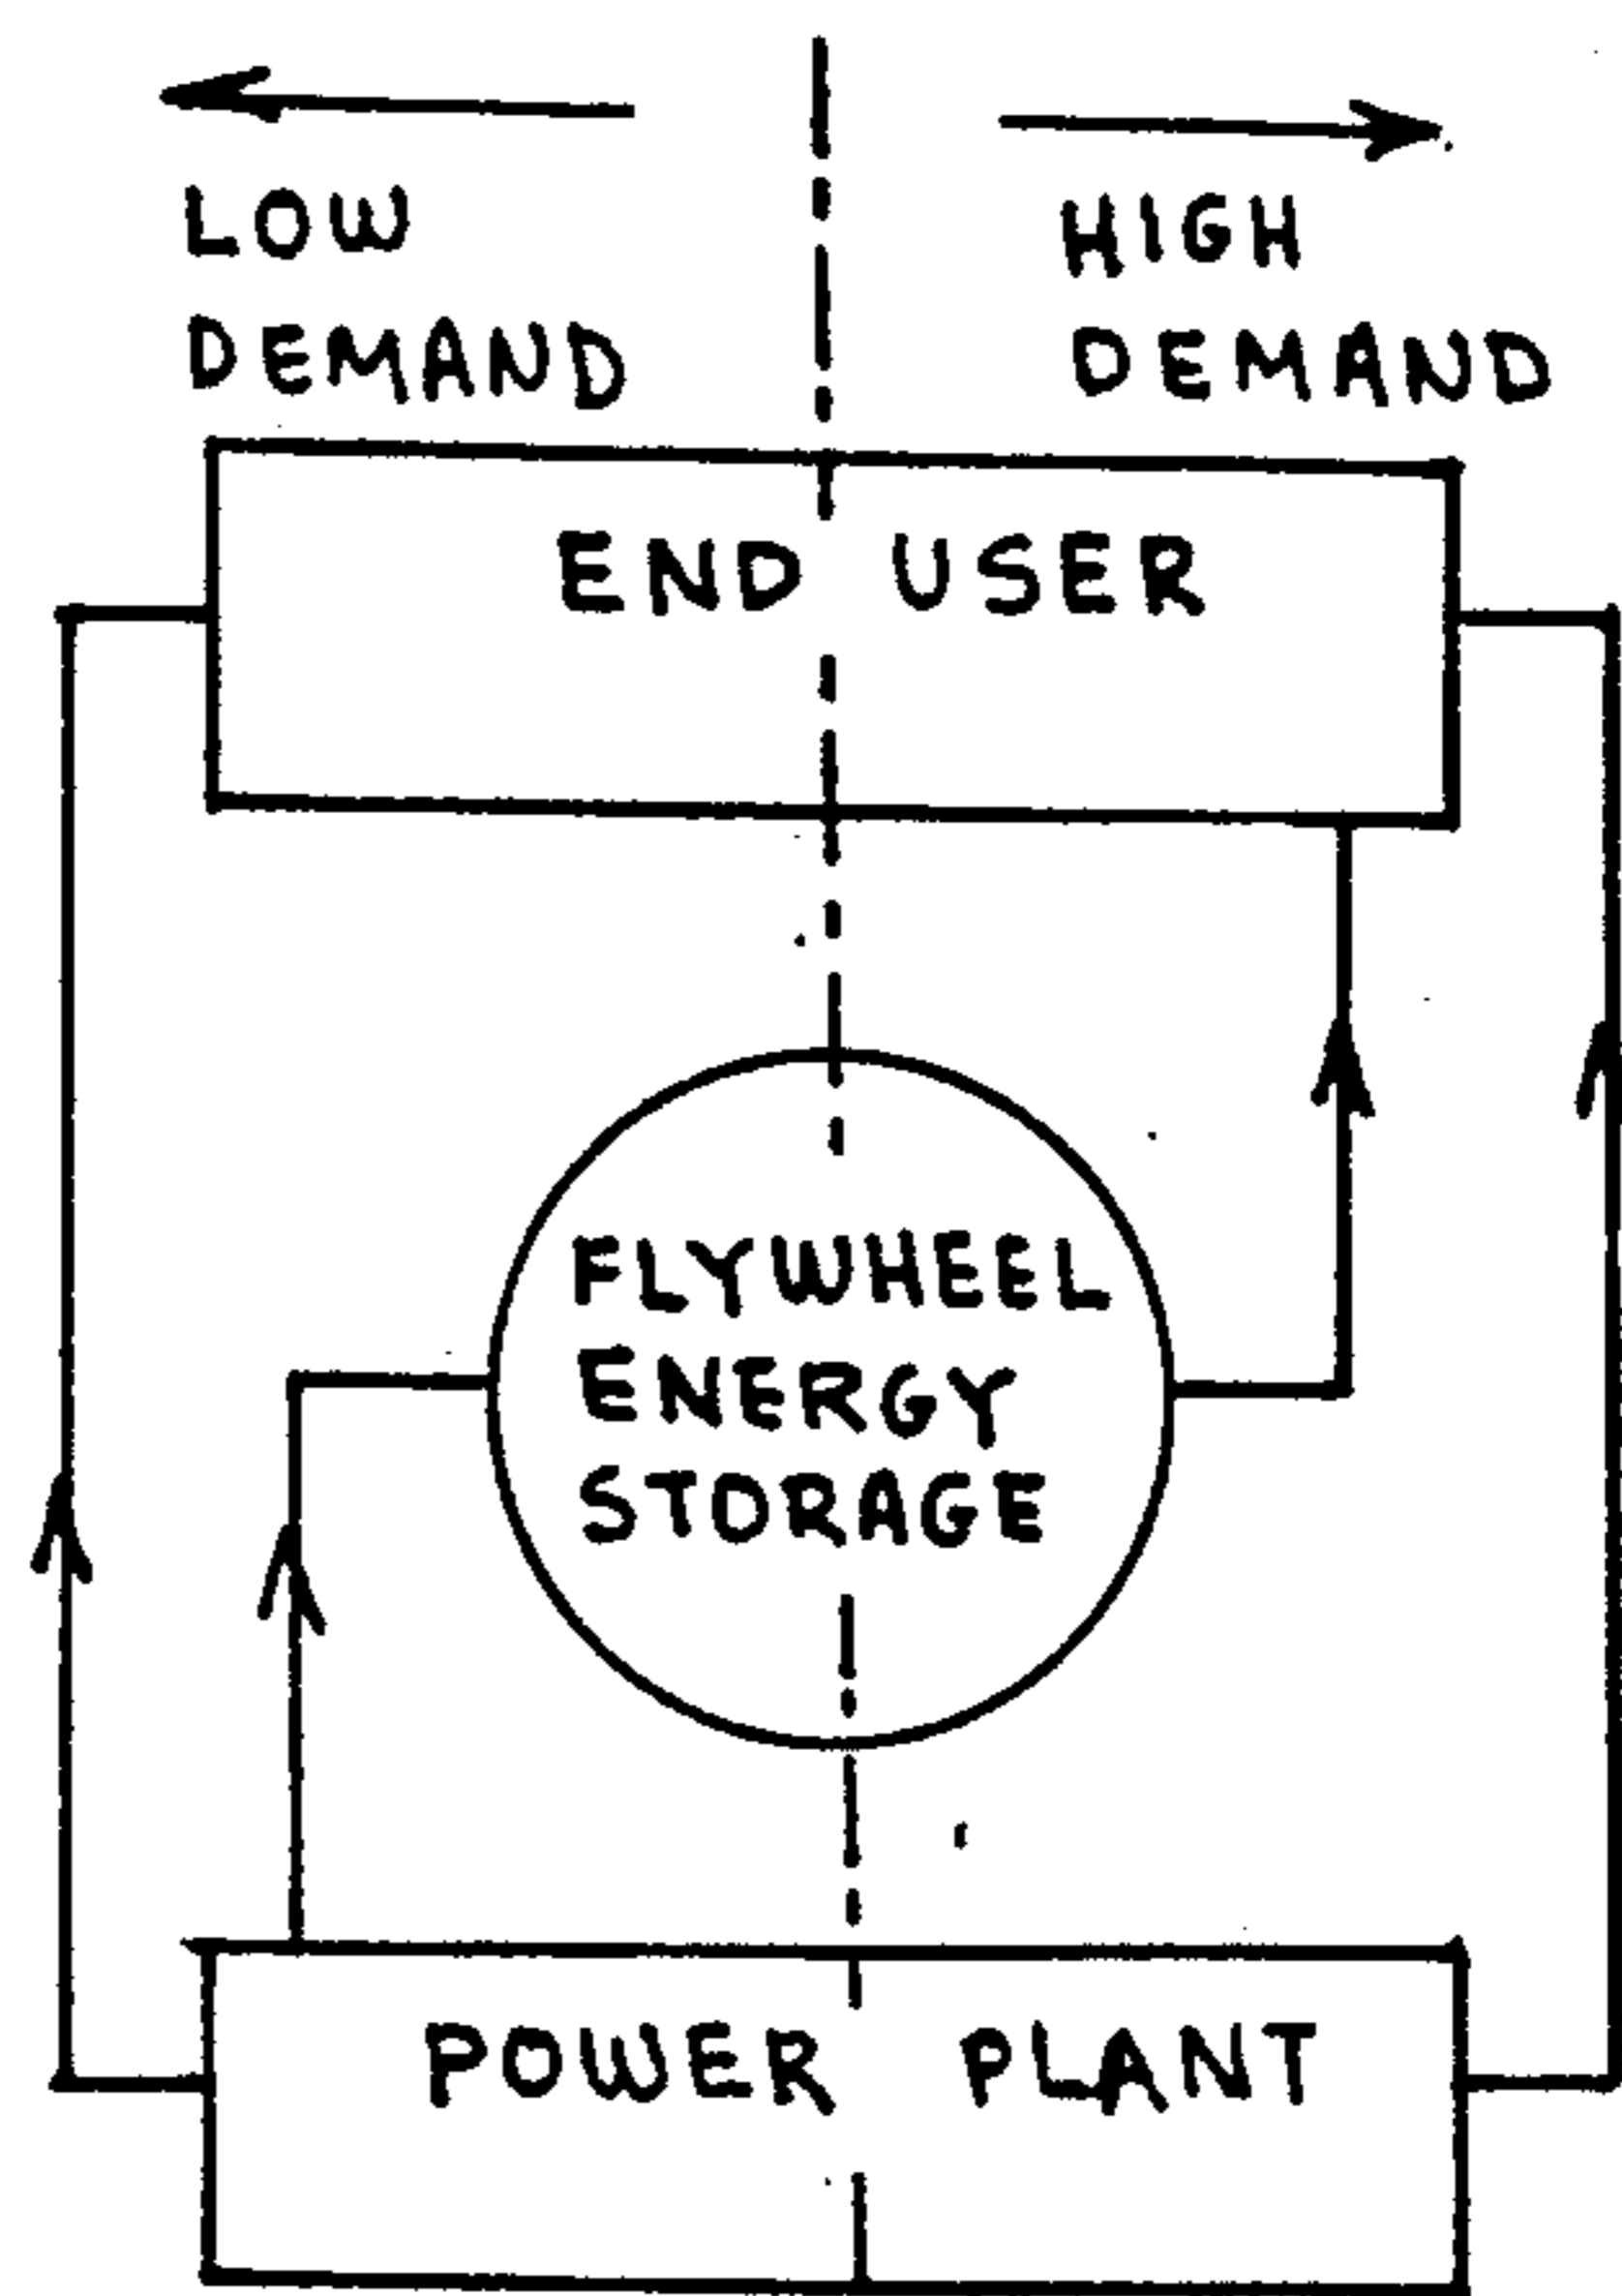 LOW
DEMAND
HIGH
DEMAND
END USER
FLYWHEEL
ENERGY
STORAGE
POWER PLANT